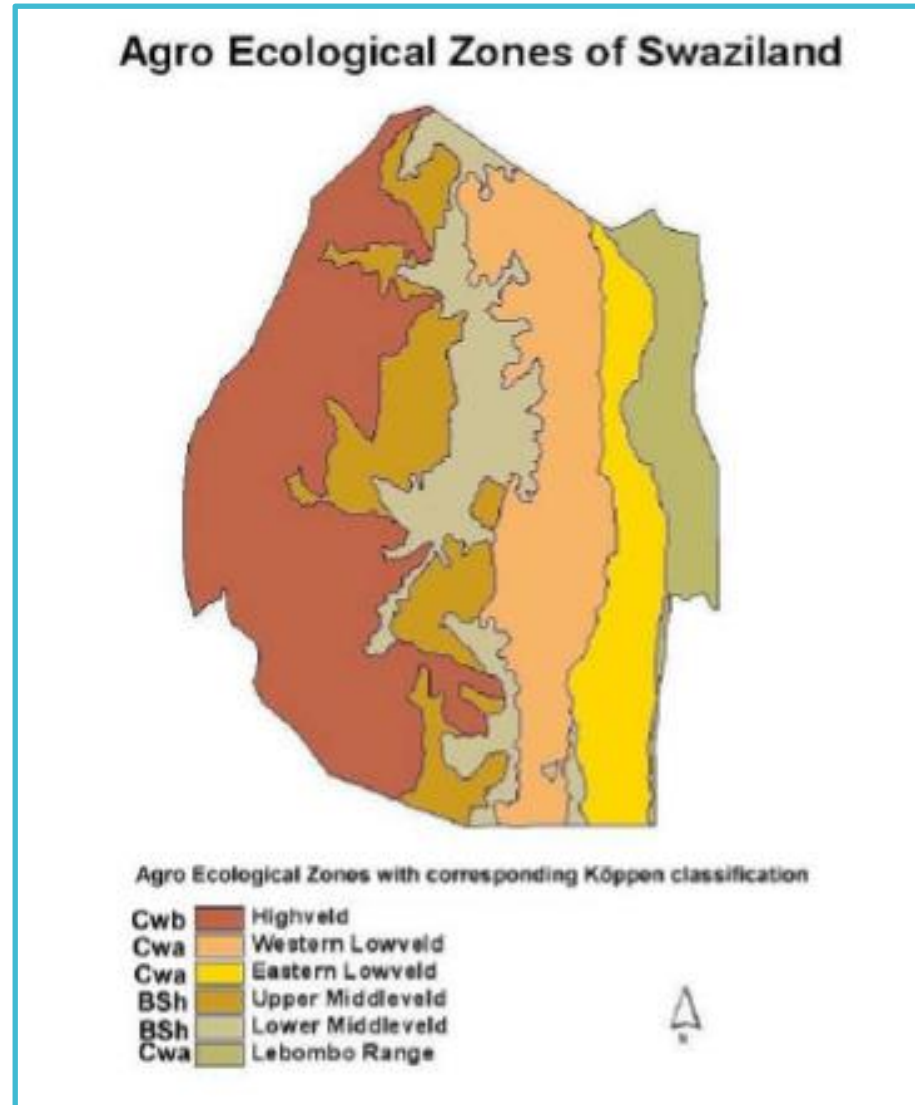 Agro Ecological Zones of Swaziland
Agro Ecological Zones with corresponding Köppen classification
Cwb Highveld
Cwa Western Lowveld
Cwa Eastern Lowveld
BSh Upper Middleveld
BSh Lower Middleveld
Cwa Lebombo Range
N